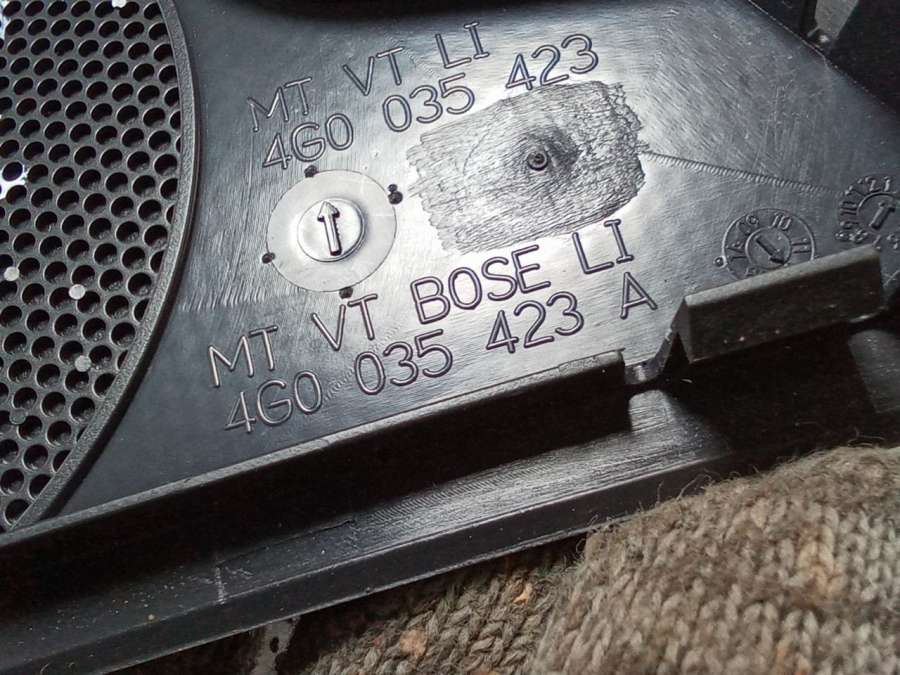 MT VT LI
4G0 035 423
MT VT BOSE LI
4G0 035 423 A